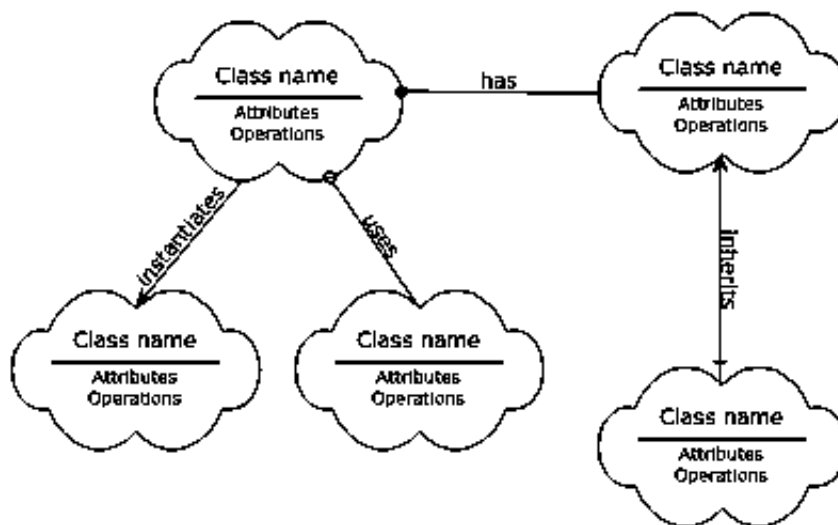 Class name
Attributes
Operations
has
Class name
Attributes
Operations
instantiates
uses
inherits
Class name
Attributes
Operations
Class name
Attributes
Operations
Class name
Attributes
Operations